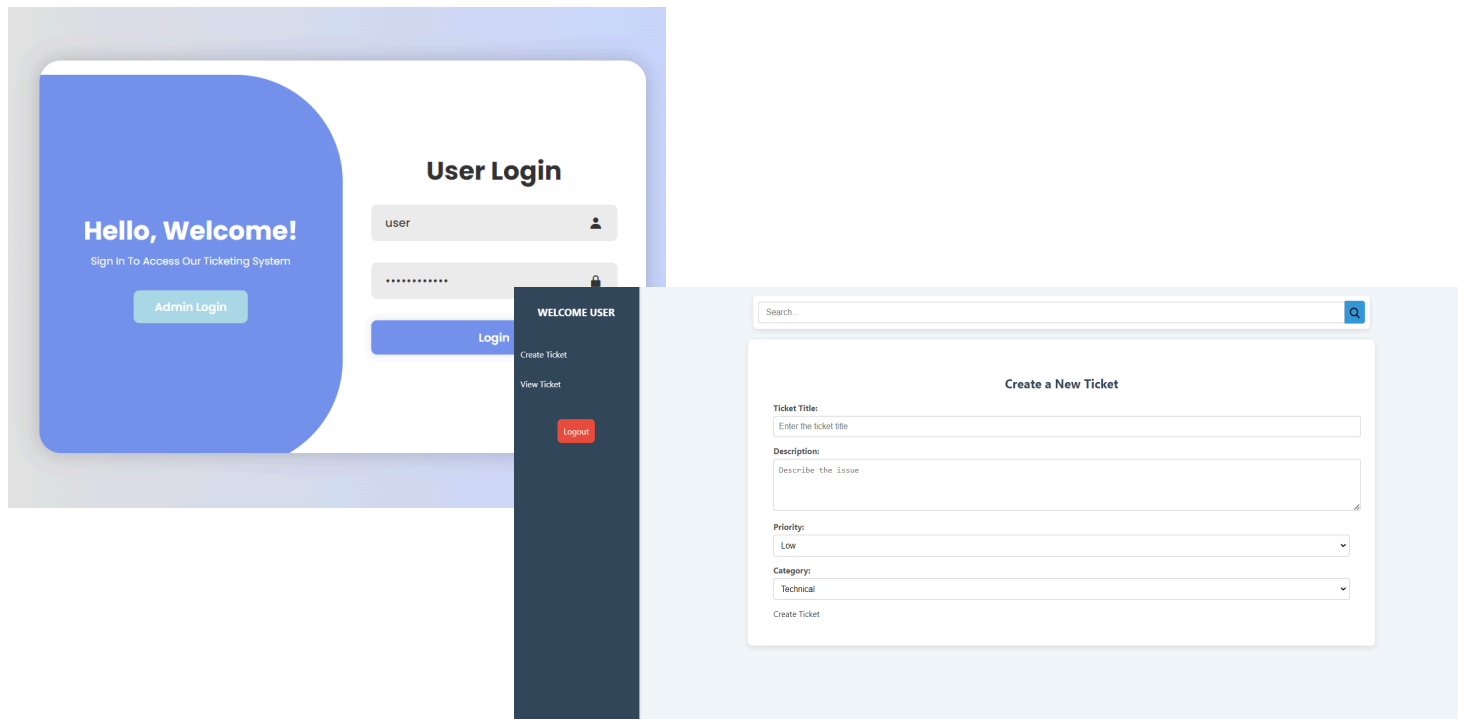 User Login
user
Hello, Welcome!
Sign In To Access Our Ticketing System
Admin Login
••••••••••••
Login
WELCOME USER
Create Ticket
View Ticket
Logout
Search...
Create a New Ticket
Ticket Title:
Enter the ticket title
Description:
Describe the issue
Priority:
Low
Category:
Technical
Create Ticket